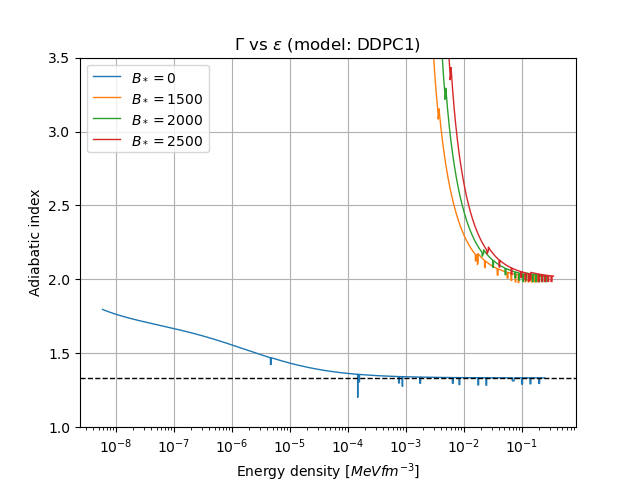 Γ vs ε (model: DDPC1)
B* = 0
B* = 1500
B* = 2000
B* = 2500
3.5
3.0
2.5
2.0
1.5
1.0
Adiabatic index
10⁻⁸ 10⁻⁷ 10⁻⁶ 10⁻⁵ 10⁻⁴ 10⁻³ 10⁻² 10⁻¹
Energy density [MeVfm⁻³]